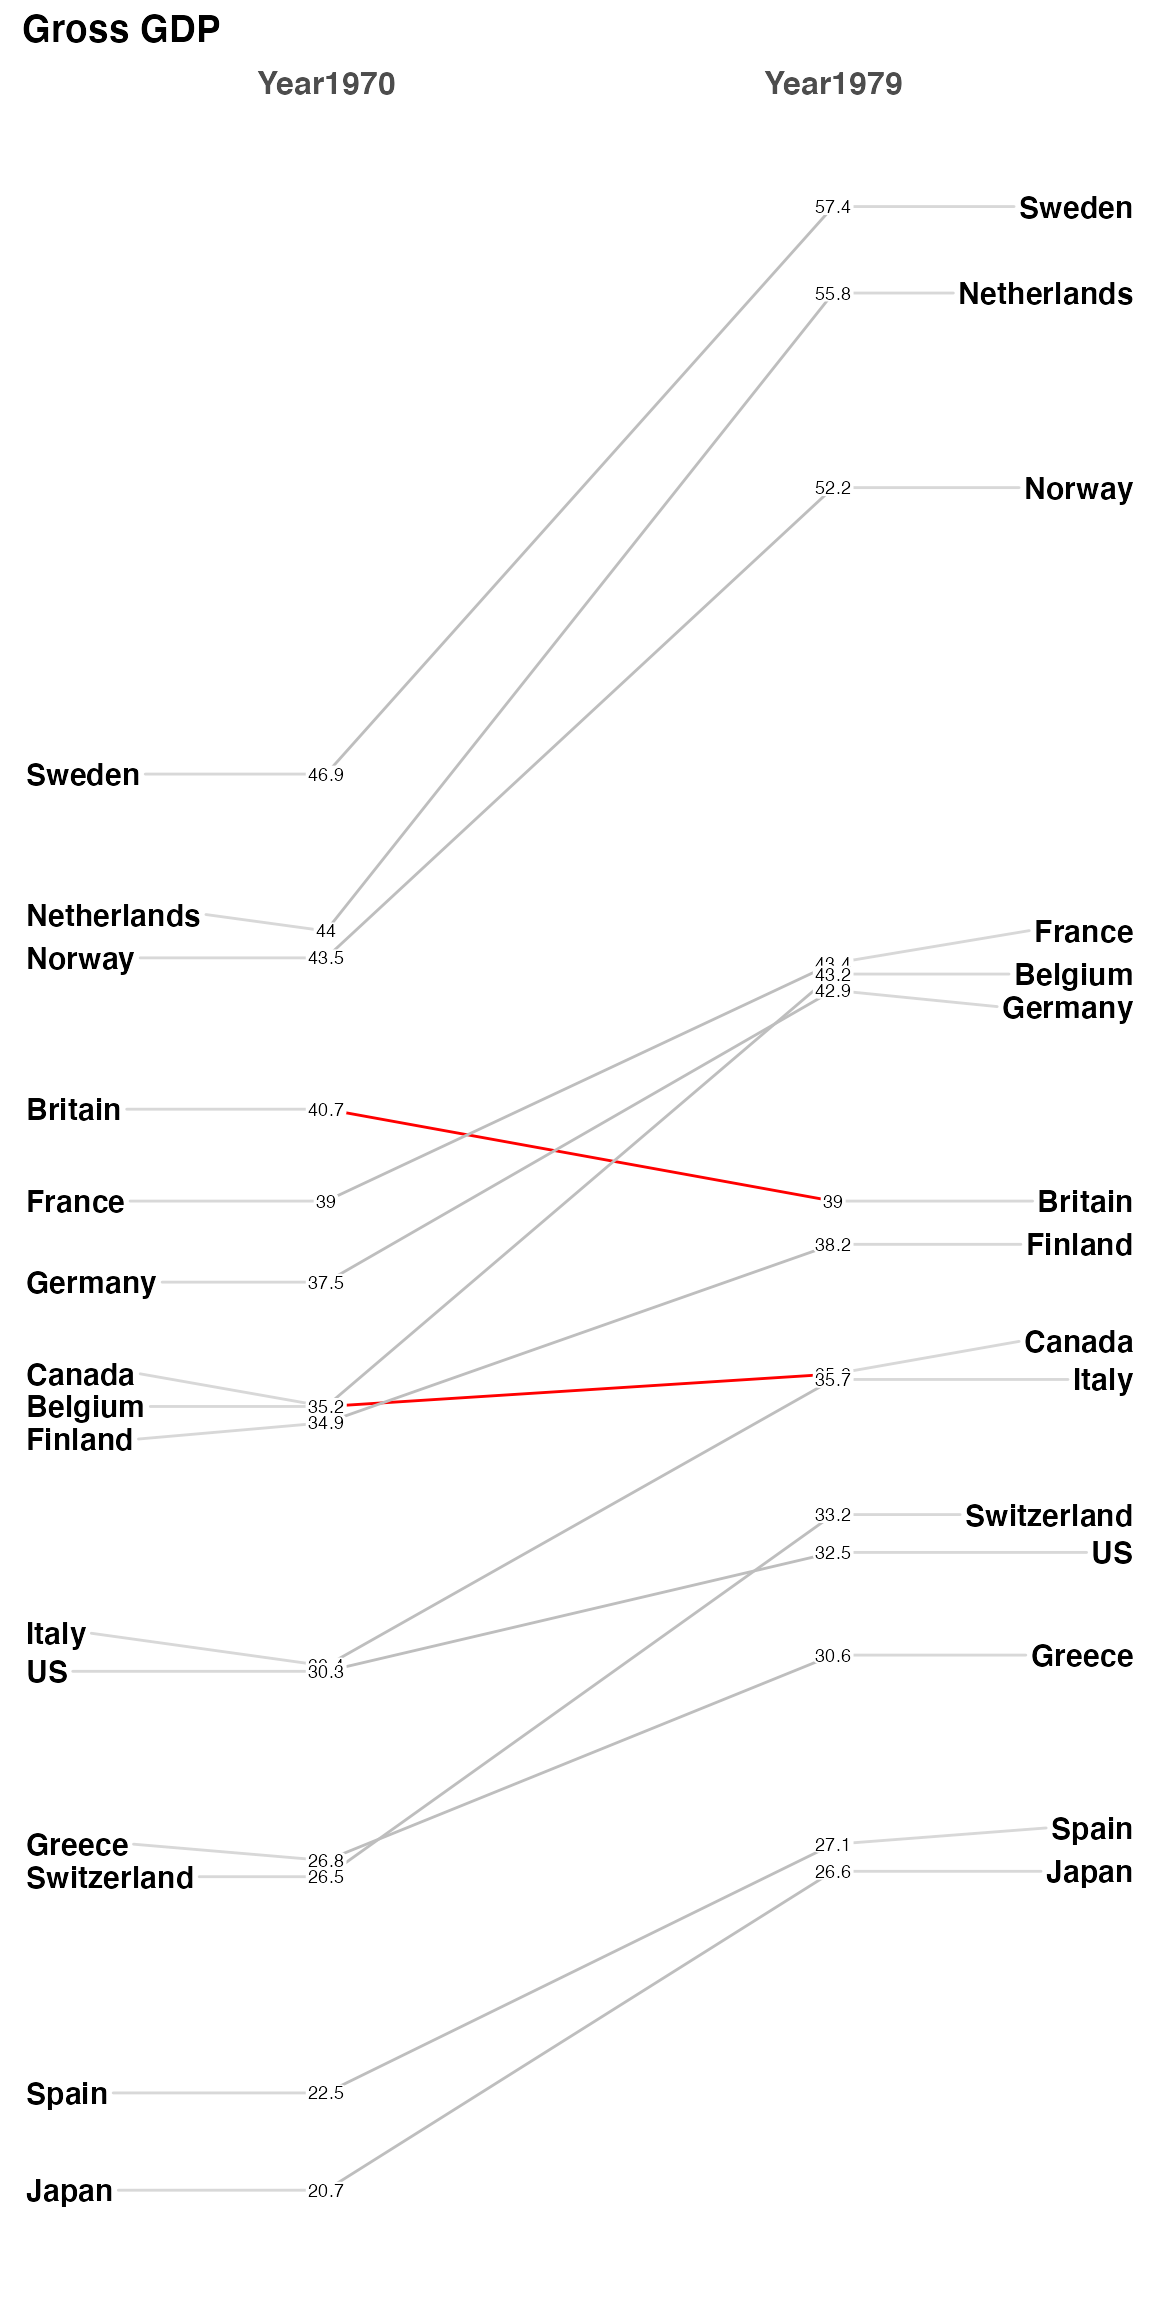 Gross GDP
Year1970 Year1979
57.4 Sweden
55.8 Netherlands
52.2 Norway
Sweden 46.9
Netherlands 44
France
Norway 43.5
43.4
43.2 Belgium
42.9 Germany
Britain 40.7
France 39 39 Britain
38.2 Finland
Germany 37.5
Canada
Canada
35.7 Italy
Belgium 35.2
Finland 34.9
33.2 Switzerland
32.5 US
Italy
US 30.3
30.6 Greece
Spain
Greece 26.8 27.1
Switzerland 26.5 26.6 Japan
Spain 22.5
Japan 20.7